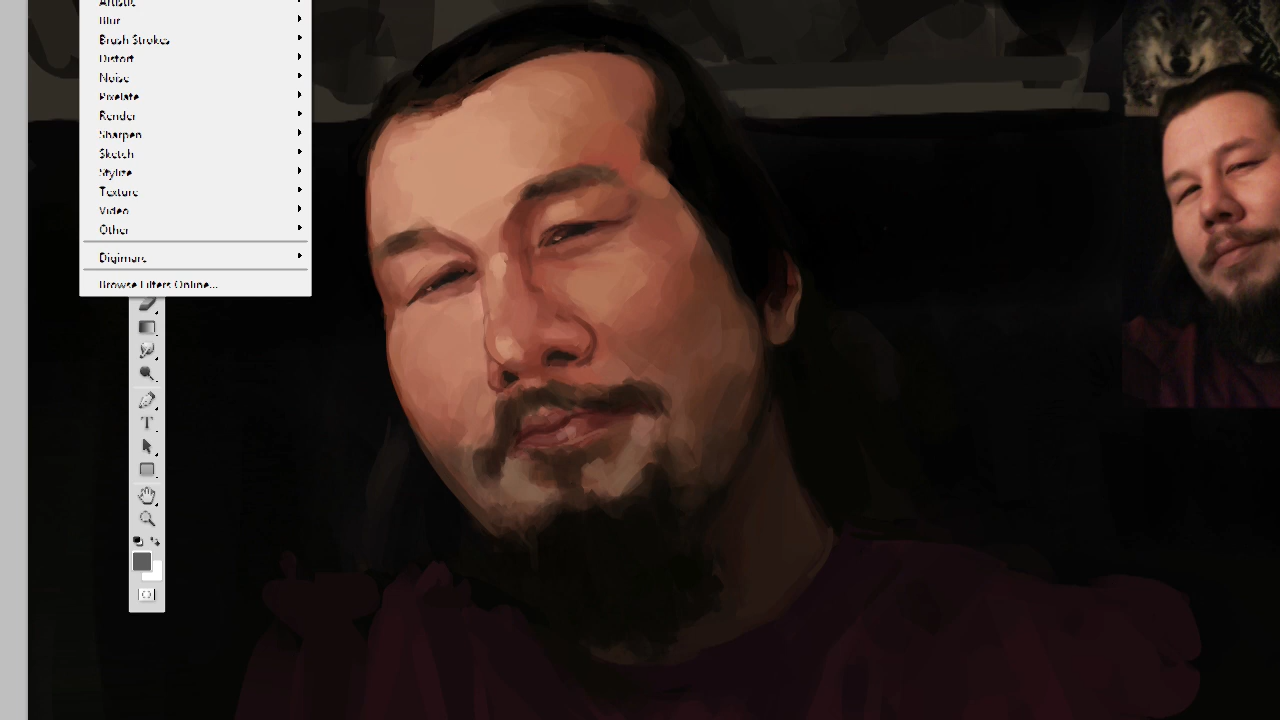 Artistic
Blur
Brush Strokes
Distort
Noise
Pixelate
Render
Sharpen
Sketch
Stylize
Texture
Video
Other
Digimarc
Browse Filters Online...
T